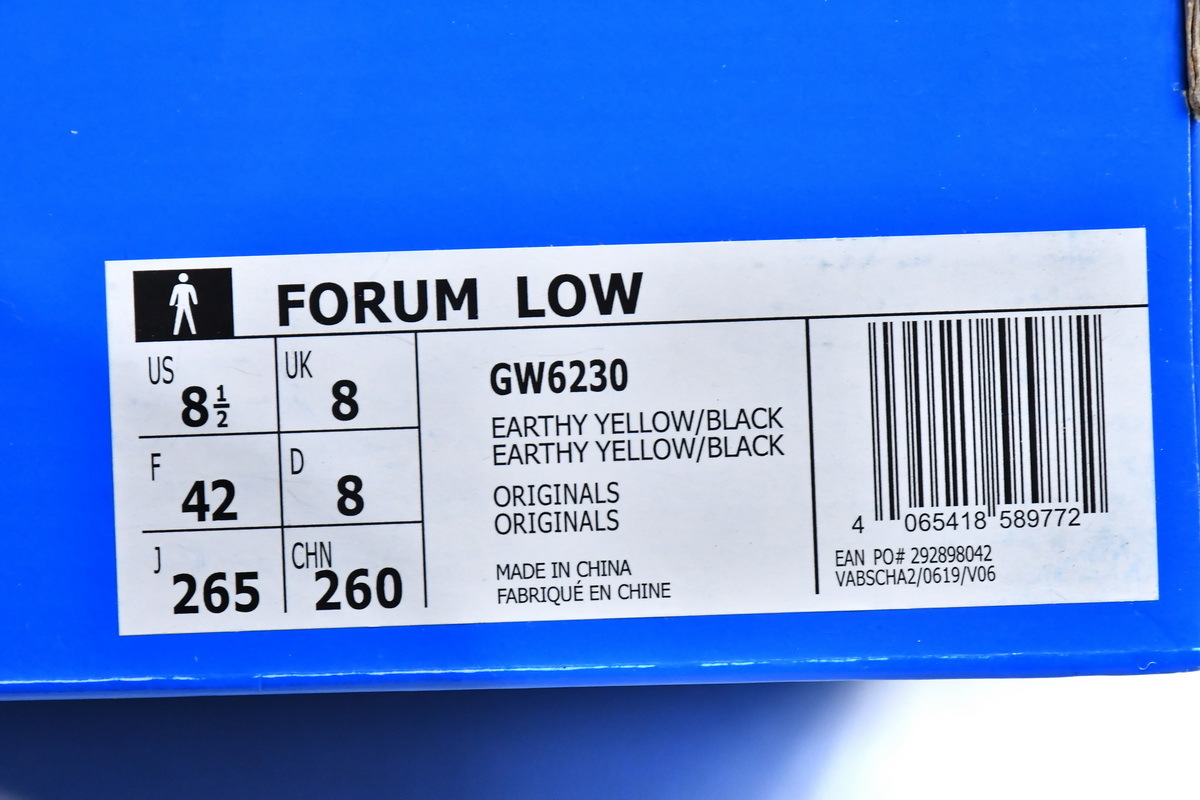 FORUM LOW
US 8½ UK 8
F 42 D 8
J 265 CHN 260
GW6230
EARTHY YELLOW/BLACK
EARTHY YELLOW/BLACK
ORIGINALS
ORIGINALS
MADE IN CHINA
FABRIQUÉ EN CHINE
4 065418 589772
EAN PO# 292898042
VABSCHA2/0619/V06